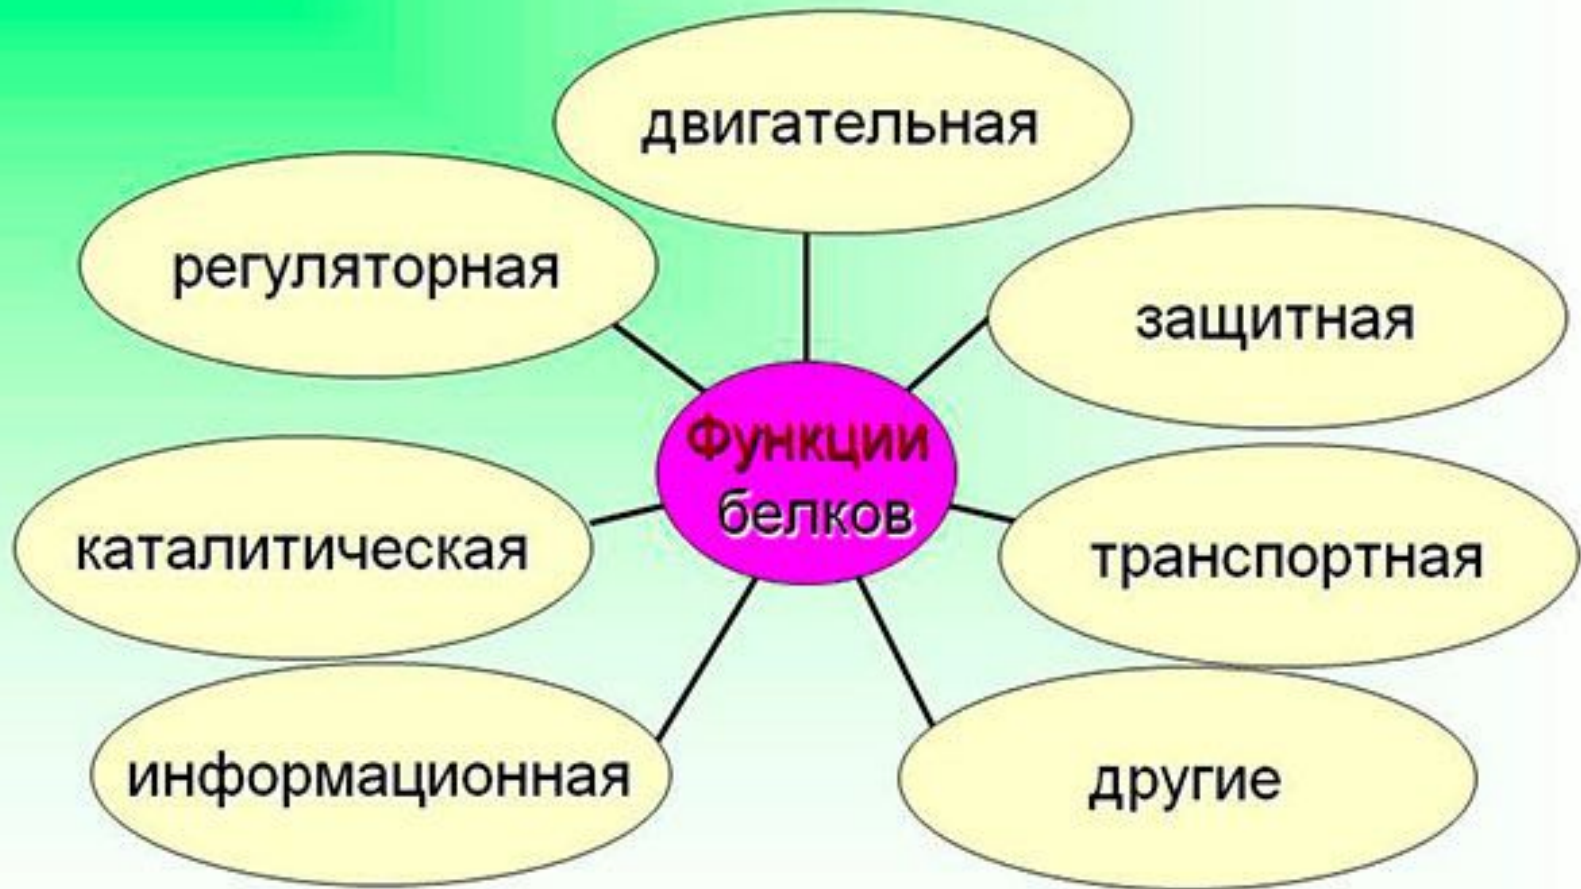 двигательная
регуляторная
защитная
Функции
белков
каталитическая
транспортная
информационная
другие